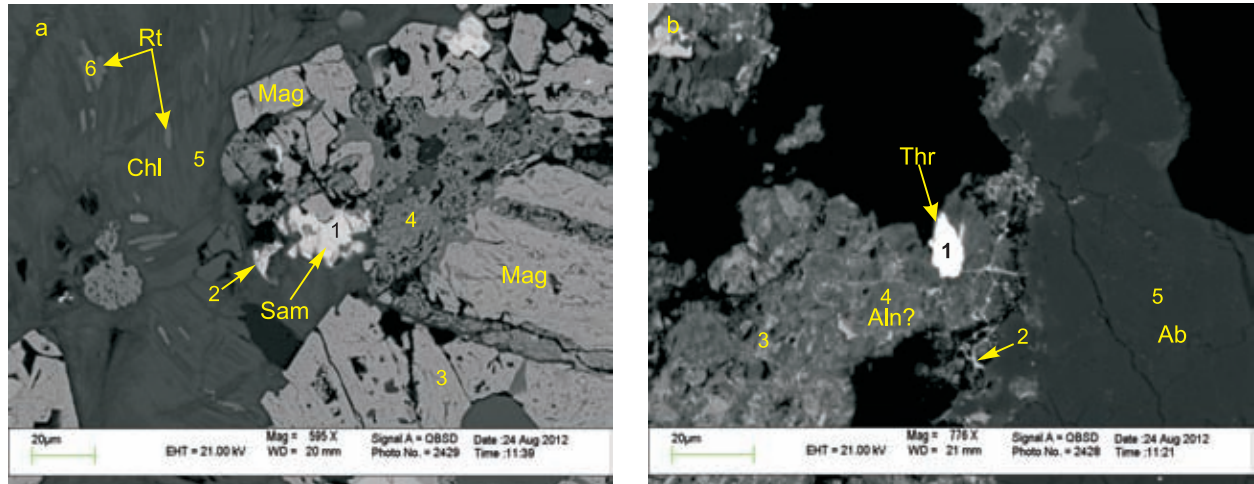 a
Rt
6
Mag
Chl
5
4
1
2
Sam
Mag
3
20µm
EHT = 21.00 kV
Mag = 595 X
WD = 20 mm
Signal A = QBSD
Photo No. = 2429
Date :24 Aug 2012
Time :11:39
b
Thr
1
4
Aln?
3
2
5
Ab
20µm
EHT = 21.00 kV
Mag = 776 X
WD = 21 mm
Signal A = QBSD
Photo No. = 2428
Date :24 Aug 2012
Time :11:21